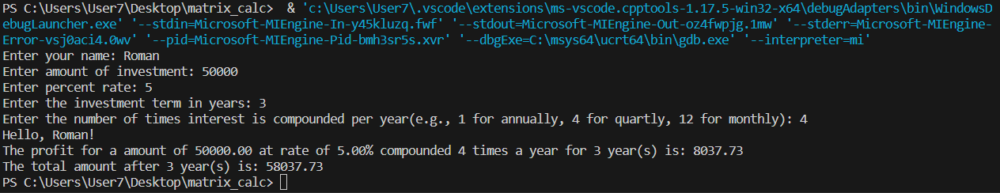 PS C:\Users\User7\Desktop\matrix_calc>  & 'c:\Users\User7\.vscode\extensions\ms-vscode.cpptools-1.17.5-win32-x64\debugAdapters\bin\WindowsD
ebugLauncher.exe' '--stdin=Microsoft-MIEngine-In-y45kluzq.fwf' '--stdout=Microsoft-MIEngine-Out-oz4fwpjg.1mw' '--stderr=Microsoft-MIEngine-
Error-vsj0aci4.0wv' '--pid=Microsoft-MIEngine-Pid-bmh3sr5s.xvr' '--dbgExe=C:\msys64\ucrt64\bin\gdb.exe' '--interpreter=mi'
Enter your name: Roman
Enter amount of investment: 50000
Enter percent rate: 5
Enter the investment term in years: 3
Enter the number of times interest is compounded per year(e.g., 1 for annually, 4 for quartly, 12 for monthly): 4
Hello, Roman!
The profit for a amount of 50000.00 at rate of 5.00% compounded 4 times a year for 3 year(s) is: 8037.73
The total amount after 3 year(s) is: 58037.73
PS C:\Users\User7\Desktop\matrix_calc>